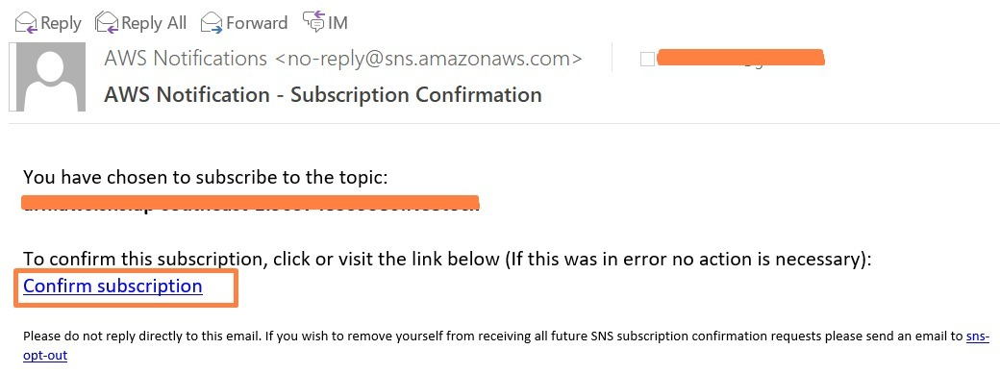 Reply Reply All Forward IM
AWS Notifications <no-reply@sns.amazonaws.com>
AWS Notification - Subscription Confirmation
You have chosen to subscribe to the topic:
To confirm this subscription, click or visit the link below (If this was in error no action is necessary):
Confirm subscription
Please do not reply directly to this email. If you wish to remove yourself from receiving all future SNS subscription confirmation requests please send an email to sns-
opt-out